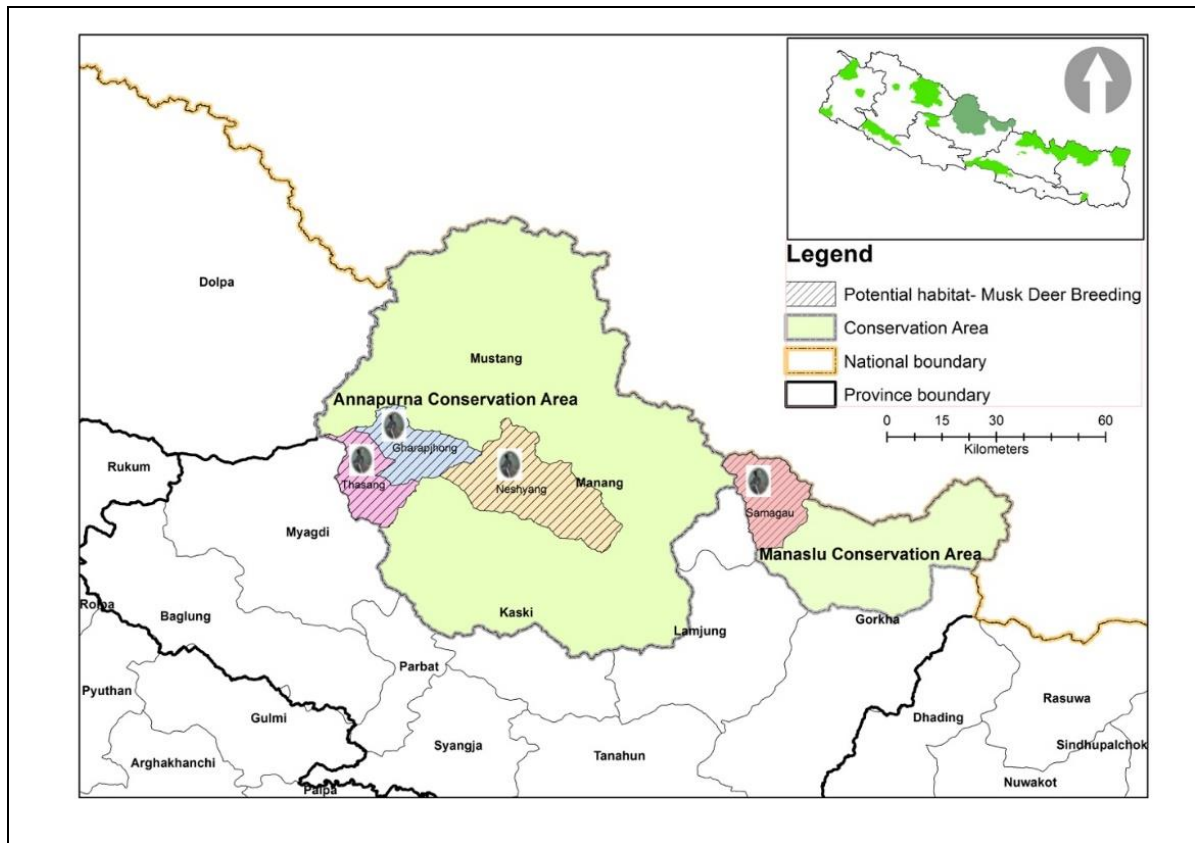 Dolpa
Mustang
Annapurna Conservation Area
Gharapjhong
Thasang
Neshyang
Manang
Samagau
Manaslu Conservation Area
Rukum
Myagdi
Rolpa
Baglung
Kaski
Lamjung
Gorkha
Parbat
Pyuthan
Gulmi
Syangja
Tanahun
Dhading
Rasuwa
Sindhupalchok
Nuwakot
Arghakhanchi
Palpa
Legend
Potential habitat- Musk Deer Breeding
Conservation Area
National boundary
Province boundary
0 15 30 60
Kilometers